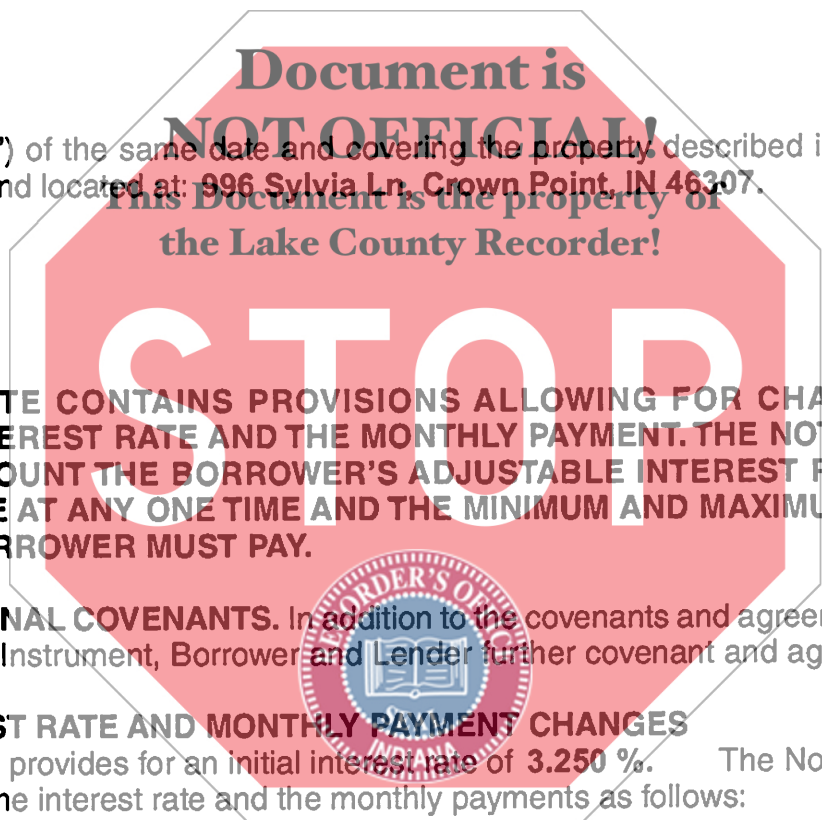 Document is
NOT OFFICIAL!
") of the same date and covering the property described i
nd located at: 996 Sylvia Ln, Crown Point, IN 46307.
This Document is the property of
the Lake County Recorder!
STOP
TE CONTAINS PROVISIONS ALLOWING FOR CHA
EREST RATE AND THE MONTHLY PAYMENT. THE NOT
OUNT THE BORROWER'S ADJUSTABLE INTEREST R
E AT ANY ONE TIME AND THE MINIMUM AND MAXIMU
RROWER MUST PAY.
RECORDER'S OFFICE
NAL COVENANTS. In addition to the covenants and agree
Instrument, Borrower and Lender further covenant and ag
SEAL
INDIANA
ST RATE AND MONTHLY PAYMENT CHANGES
provides for an initial interest rate of 3.250 %. The No
he interest rate and the monthly payments as follows: